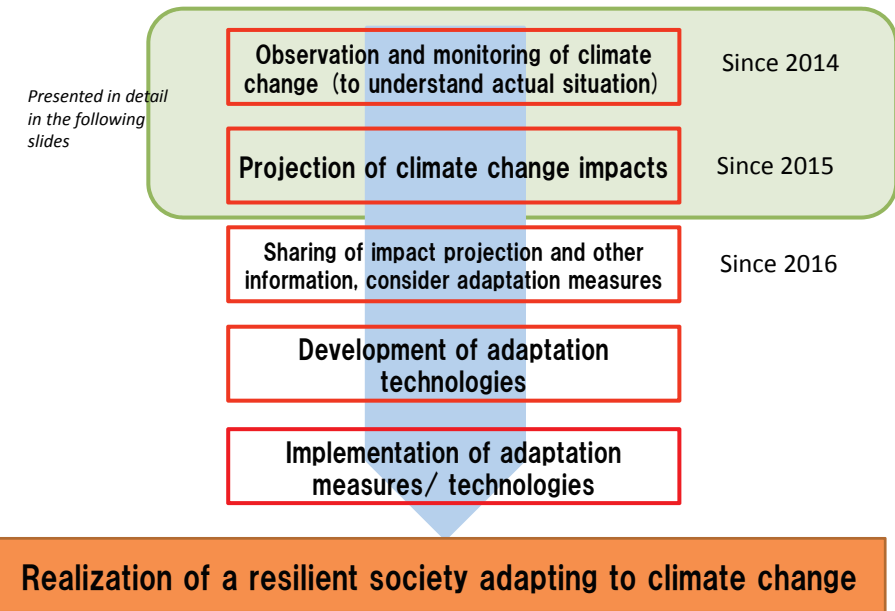 Observation and monitoring of climate
change (to understand actual situation)
Since 2014
Presented in detail
in the following
slides
Projection of climate change impacts
Since 2015
Sharing of impact projection and other
information, consider adaptation measures
Since 2016
Development of adaptation
technologies
Implementation of adaptation
measures/ technologies
Realization of a resilient society adapting to climate change